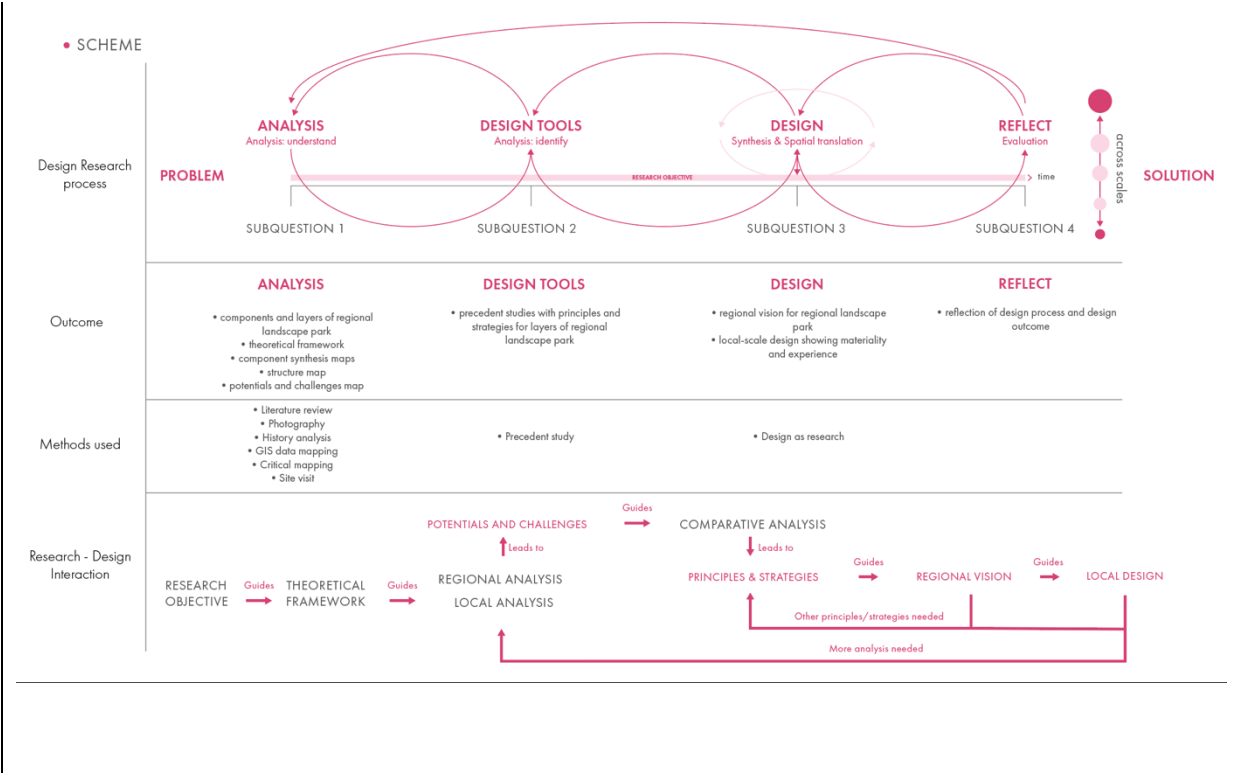 • SCHEME
Design Research
process
PROBLEM
ANALYSIS
Analysis: understand
DESIGN TOOLS
Analysis: identify
DESIGN
Synthesis & Spatial translation
REFLECT
Evaluation
RESEARCH OBJECTIVE
time
across scales
SOLUTION
SUBQUESTION 1
SUBQUESTION 2
SUBQUESTION 3
SUBQUESTION 4
Outcome
ANALYSIS
• components and layers of regional
landscape park
• theoretical framework
• component synthesis maps
• structure map
• potentials and challenges map
DESIGN TOOLS
• precedent studies with principles and
strategies for layers of regional
landscape park
DESIGN
• regional vision for regional landscape
park
• local-scale design showing materiality
and experience
REFLECT
• reflection of design process and design
outcome
Methods used
• Literature review
• Photography
• History analysis
• GIS data mapping
• Critical mapping
• Site visit
• Precedent study
• Design as research
Research - Design
Interaction
RESEARCH
OBJECTIVE
Guides
THEORETICAL
FRAMEWORK
Guides
REGIONAL ANALYSIS
LOCAL ANALYSIS
Leads to
POTENTIALS AND CHALLENGES
Guides
COMPARATIVE ANALYSIS
Leads to
PRINCIPLES & STRATEGIES
Guides
REGIONAL VISION
Guides
LOCAL DESIGN
Other principles/strategies needed
More analysis needed